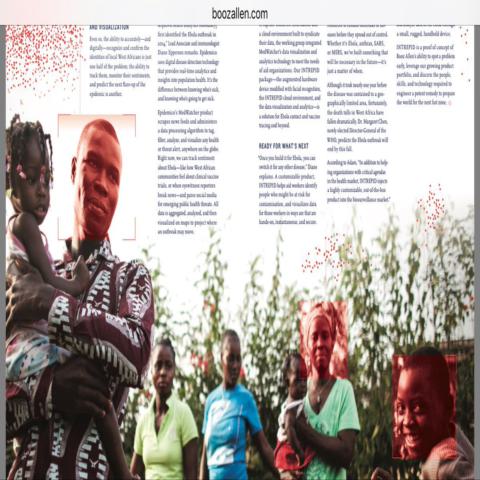 boozallen.com
AND VISUALIZATION
Even so, the ability to accurately—and
digitally—recognize and confirm the
identities of local West Africans is just
one half of the problem; the ability to
track them, monitor their sentiments,
and predict the next flare-up of the
epidemic is another.
first identified the Ebola outbreak in
2014," Lead Associate and immunologist
Diane Epperson remarks. "Epidemico
uses digital disease detection technology
that provides real-time analytics and
insights into population health. It's the
difference between knowing who's sick,
and knowing who's going to get sick.
Epidemico's MedWatcher product
scrapes news feeds and administers
a data processing algorithm to tag,
filter, analyze, and visualize any health
or threat alert, anywhere on the globe.
Right now, we can track sentiment
about Ebola—like how West African
communities feel about clinical vaccine
trials, or when eyewitness reporters
break news—and parse social media
for emerging public health threats. All
data is aggregated, analyzed, and then
visualized on maps to project where
an outbreak may move.
a cloud environment built to syndicate
their data, the working group integrated
MedWatcher's data visualization and
analytics technology to meet the needs
of aid organizations. Our INTREPID
package—the augmented hardware
device modified with facial recognition,
the INTREPID cloud environment, and
the data visualization and analytics—is
a solution for Ebola contact and vaccine
tracing and beyond.
READY FOR WHAT'S NEXT
"Once you build it for Ebola, you can
switch it for any other disease," Diane
explains. A customizable product,
INTREPID helps aid workers identify
people who might be at risk for
contamination, and visualizes data
for those workers in ways that are
hands-on, instantaneous, and secure.
issues before they spread out of control.
Whether it's Ebola, anthrax, SARS,
or MERS, we've built something that
will be necessary in the future—it's
just a matter of when.
Although it took nearly one year before
the disease was contained to a geo-
graphically limited area, fortunately,
the death tolls in West Africa have
fallen dramatically. Dr. Margaret Chen,
newly elected Director-General of the
WHO, predicts the Ebola outbreak will
end by this fall.
According to Adam, "In addition to help-
ing organizations with critical agendas
in the health market, INTREPID injects
a highly customizable, out-of-the-box
product into the biosurveillance market."
a small, rugged, handheld device.
INTREPID is a proof of concept of
Booz Allen's ability to spot a problem
early, leverage our growing product
portfolio, and discern the people,
skills, and technology required to
engineer a potent remedy to prepare
the world for the next for one.